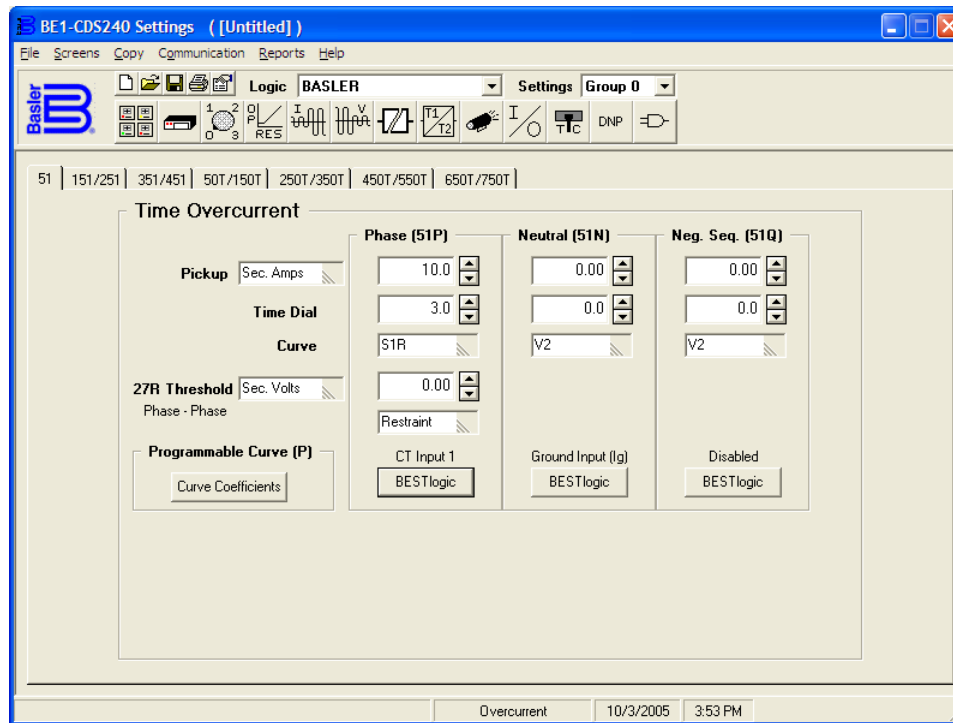 BE1-CDS240 Settings ( [Untitled] )
File Screens Copy Communication Reports Help
Basler
Logic BASLER Settings Group 0
1 2 0 3
O P RES I V T1 T2 I O T C DNP
51 151/251 351/451 50T/150T 250T/350T 450T/550T 650T/750T
Time Overcurrent
Phase (51P) Neutral (51N) Neg. Seq. (51Q)
Pickup Sec. Amps 10.0 0.00 0.00
Time Dial 3.0 0.0 0.0
Curve S1R V2 V2
27R Threshold Sec. Volts 0.00
Phase - Phase
Restraint
Programmable Curve (P) CT Input 1 Ground Input (Ig) Disabled
Curve Coefficients BESTlogic BESTlogic BESTlogic
Overcurrent 10/3/2005 3:53 PM